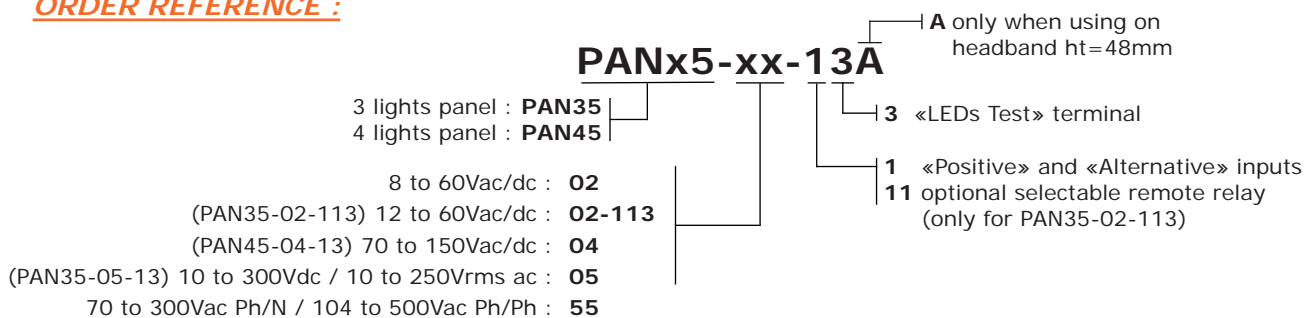 ORDER REFERENCE :
A only when using on
headband ht=48mm
PANx5-xx-13A
3 lights panel : PAN35
4 lights panel : PAN45
3 «LEDs Test» terminal
1 «Positive» and «Alternative» inputs
11 optional selectable remote relay
(only for PAN35-02-113)
8 to 60Vac/dc : 02
(PAN35-02-113) 12 to 60Vac/dc : 02-113
(PAN45-04-13) 70 to 150Vac/dc : 04
(PAN35-05-13) 10 to 300Vdc / 10 to 250Vrms ac : 05
70 to 300Vac Ph/N / 104 to 500Vac Ph/Ph : 55